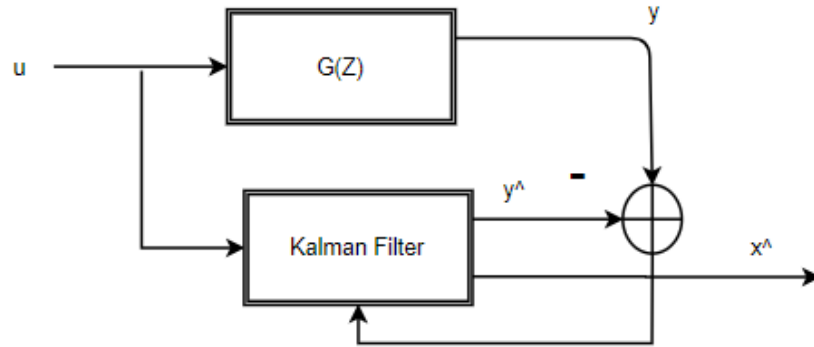 y
u
G(Z)
y^
-
Kalman Filter
x^